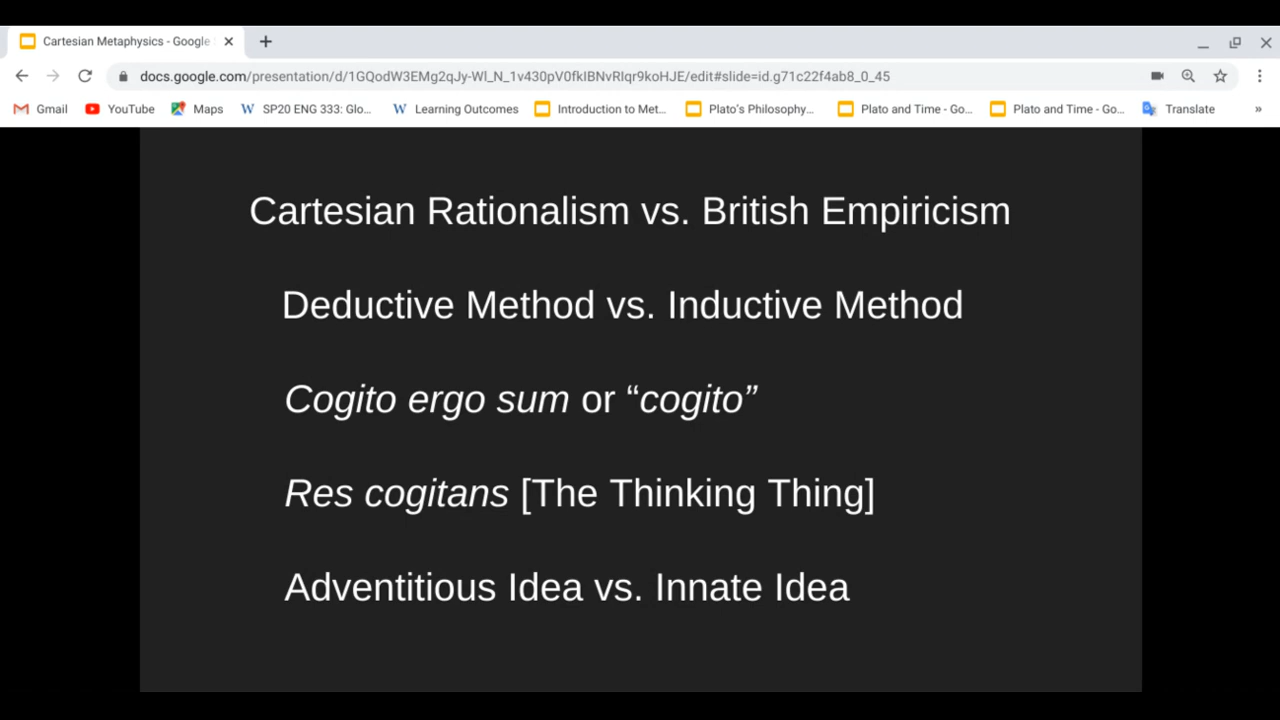 Cartesian Metaphysics - Google
docs.google.com/presentation/d/1GQodW3EMg2qJy-Wl_N_1v430pV0fkIBNvRIqr9koHJE/edit#slide=id.g71c22f4ab8_0_45
Gmail YouTube Maps SP20 ENG 333: Glo... Learning Outcomes Introduction to Met... Plato's Philosophy... Plato and Time - Go... Plato and Time - Go... Translate »
Cartesian Rationalism vs. British Empiricism
Deductive Method vs. Inductive Method
Cogito ergo sum or “cogito”
Res cogitans [The Thinking Thing]
Adventitious Idea vs. Innate Idea